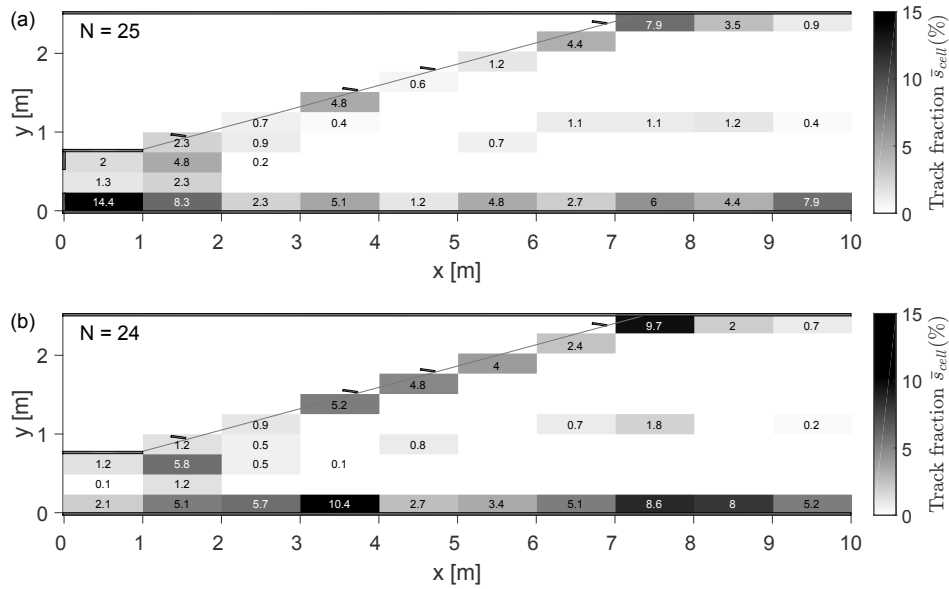 (a)
N = 25
7.9 3.5 0.9
4.4
1.2
0.6
4.8
0.7 0.4 1.1 1.1 1.2 0.4
2.3 0.9 0.7
2 4.8 0.2
1.3 2.3
14.4 8.3 2.3 5.1 1.2 4.8 2.7 6 4.4 7.9
y [m]
2
1
0
0 1 2 3 4 5 6 7 8 9 10
x [m]
15
10
5
0
Track fraction s̄cell(%)
(b)
N = 24
9.7 2 0.7
2.4
4
4.8
5.2
0.9 0.7 1.8 0.2
1.2 0.5 0.8
1.2 5.8 0.5 0.1
0.1 1.2
2.1 5.1 5.7 10.4 2.7 3.4 5.1 8.6 8 5.2
y [m]
2
1
0
0 1 2 3 4 5 6 7 8 9 10
x [m]
15
10
5
0
Track fraction s̄cell(%)